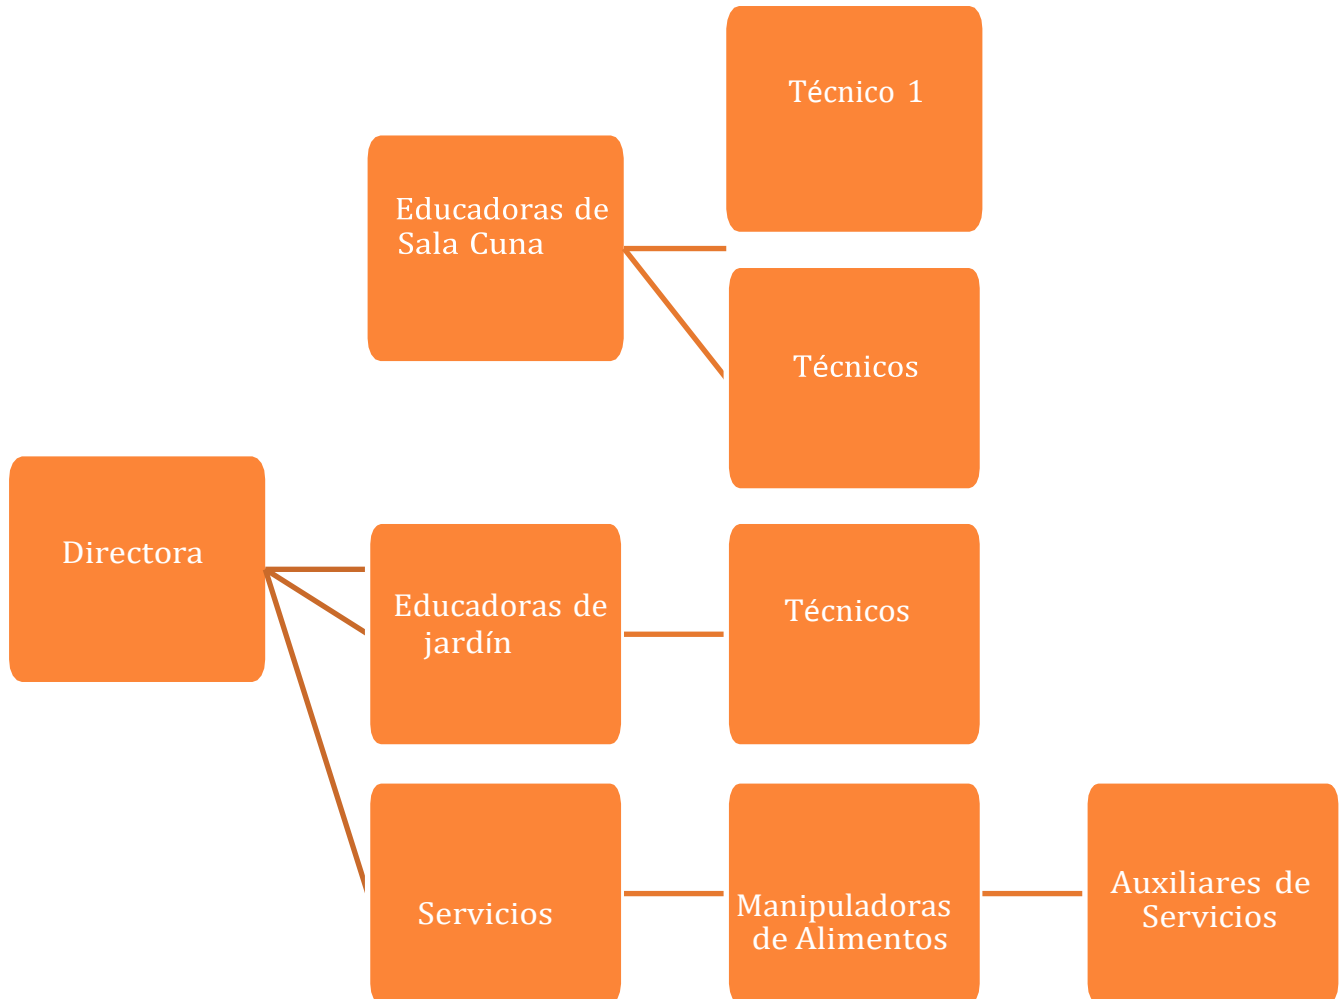 Técnico 1
Educadoras de
Sala Cuna
Técnicos
Directora
Educadoras de
jardín
Técnicos
Servicios
Manipuladoras
de Alimentos
Auxiliares de
Servicios